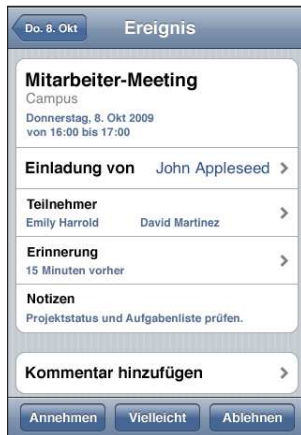 Do. 8. Okt Ereignis
Mitarbeiter-Meeting
Campus
Donnerstag, 8. Okt 2009
von 16:00 bis 17:00
Einladung von John Appleseed
Teilnehmer
Emily Harrold David Martinez
Erinnerung
15 Minuten vorher
Notizen
Projektstatus und Aufgabenliste prüfen.
Kommentar hinzufügen
Annehmen Vielleicht Ablehnen